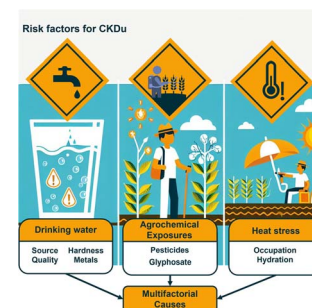 Risk factors for CKDu
Drinking water
Source Hardness
Quality Metals
Agrochemical
Exposures
Pesticides
Glyphosate
Heat stress
Occupation
Hydration
Multifactorial
Causes